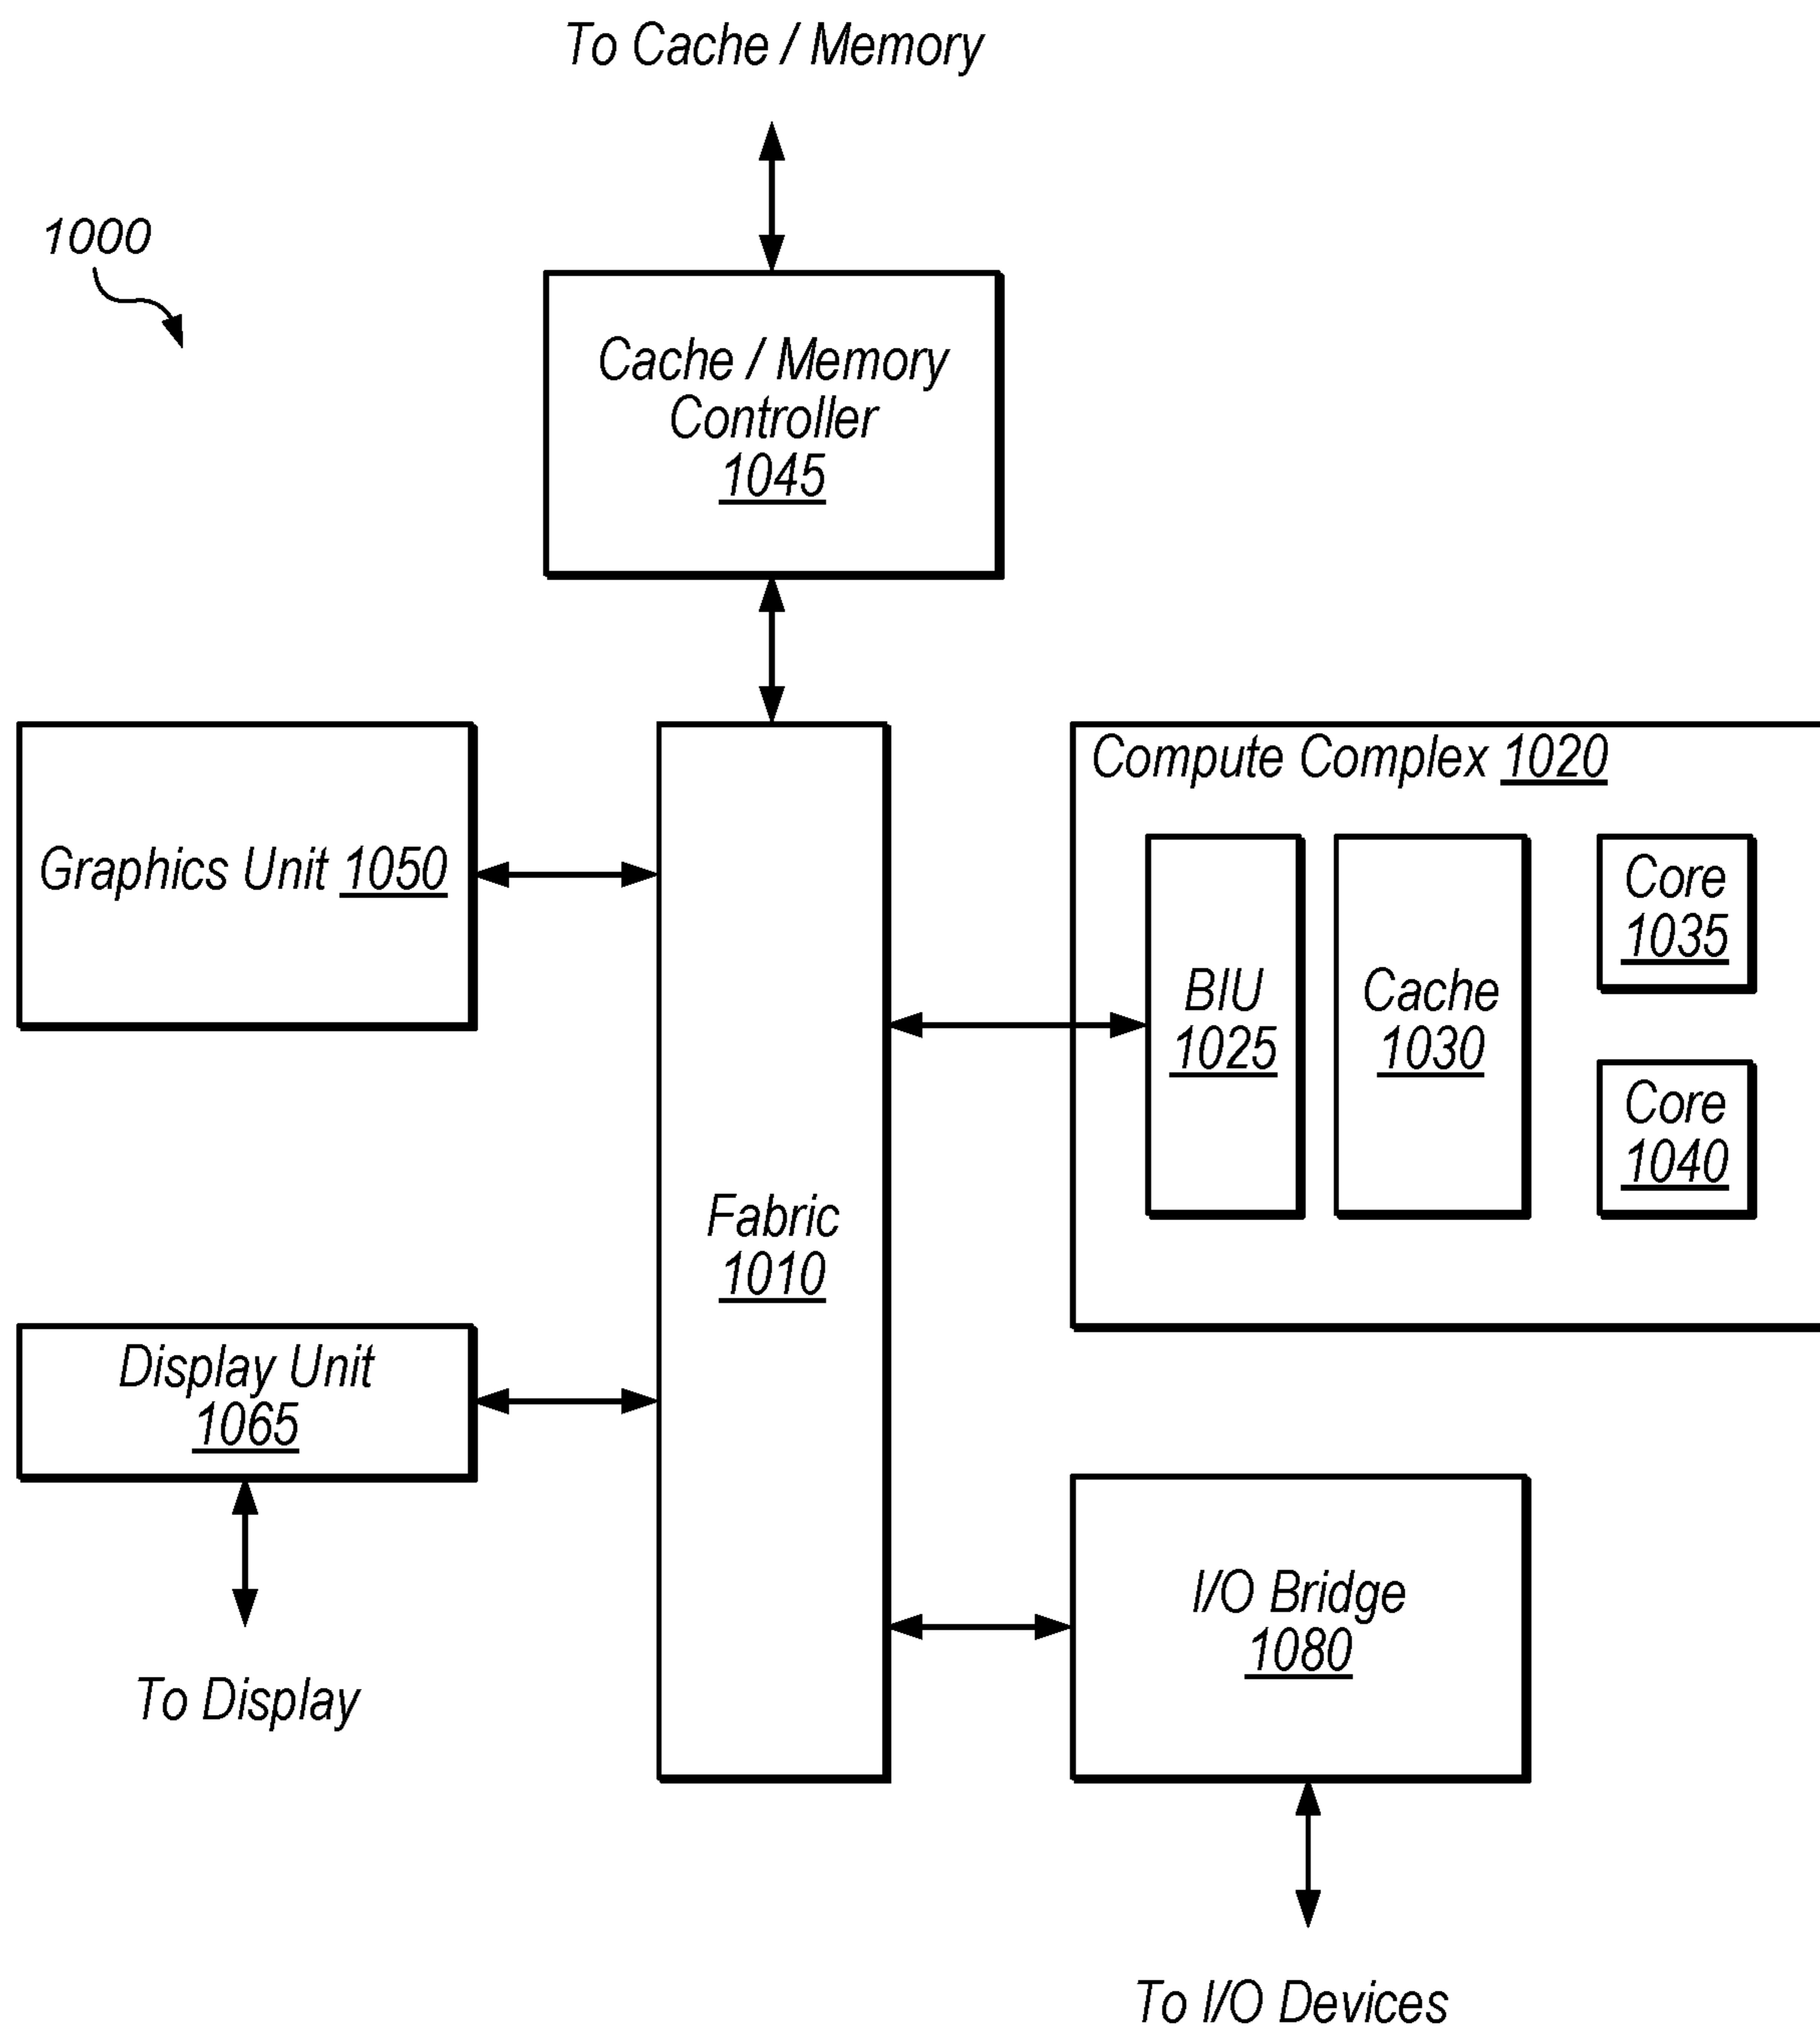 To Cache / Memory
1000
Cache / Memory
Controller
1045
Graphics Unit 1050
Fabric
1010
Compute Complex 1020
BIU
1025
Cache
1030
Core
1035
Core
1040
Display Unit
1065
To Display
I/O Bridge
1080
To I/O Devices